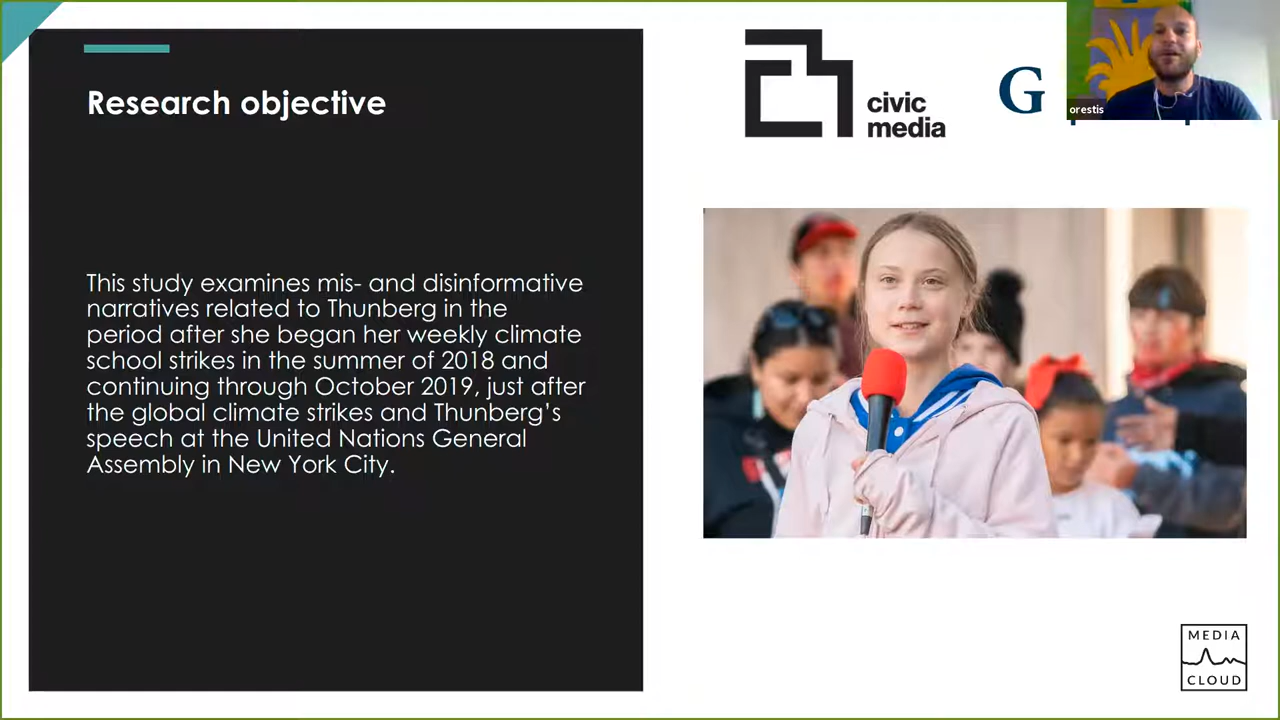 Research objective
This study examines mis- and disinformative
narratives related to Thunberg in the
period after she began her weekly climate
school strikes in the summer of 2018 and
continuing through October 2019, just after
the global climate strikes and Thunberg’s
speech at the United Nations General
Assembly in New York City.
civic
media
G
orestis
MEDIA
CLOUD